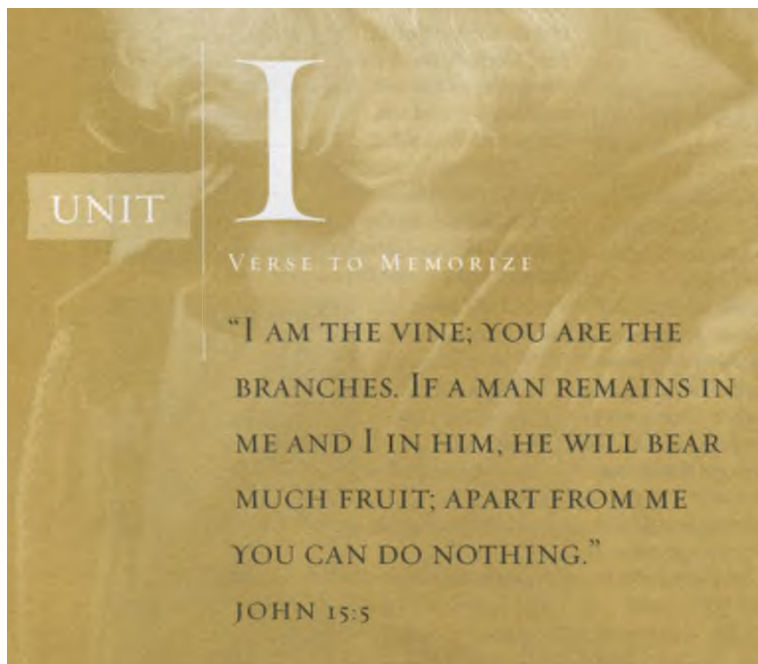 UNIT
I
VERSE TO MEMORIZE
“I AM THE VINE; YOU ARE THE
BRANCHES. IF A MAN REMAINS IN
ME AND I IN HIM, HE WILL BEAR
MUCH FRUIT; APART FROM ME
YOU CAN DO NOTHING.”
JOHN 15:5